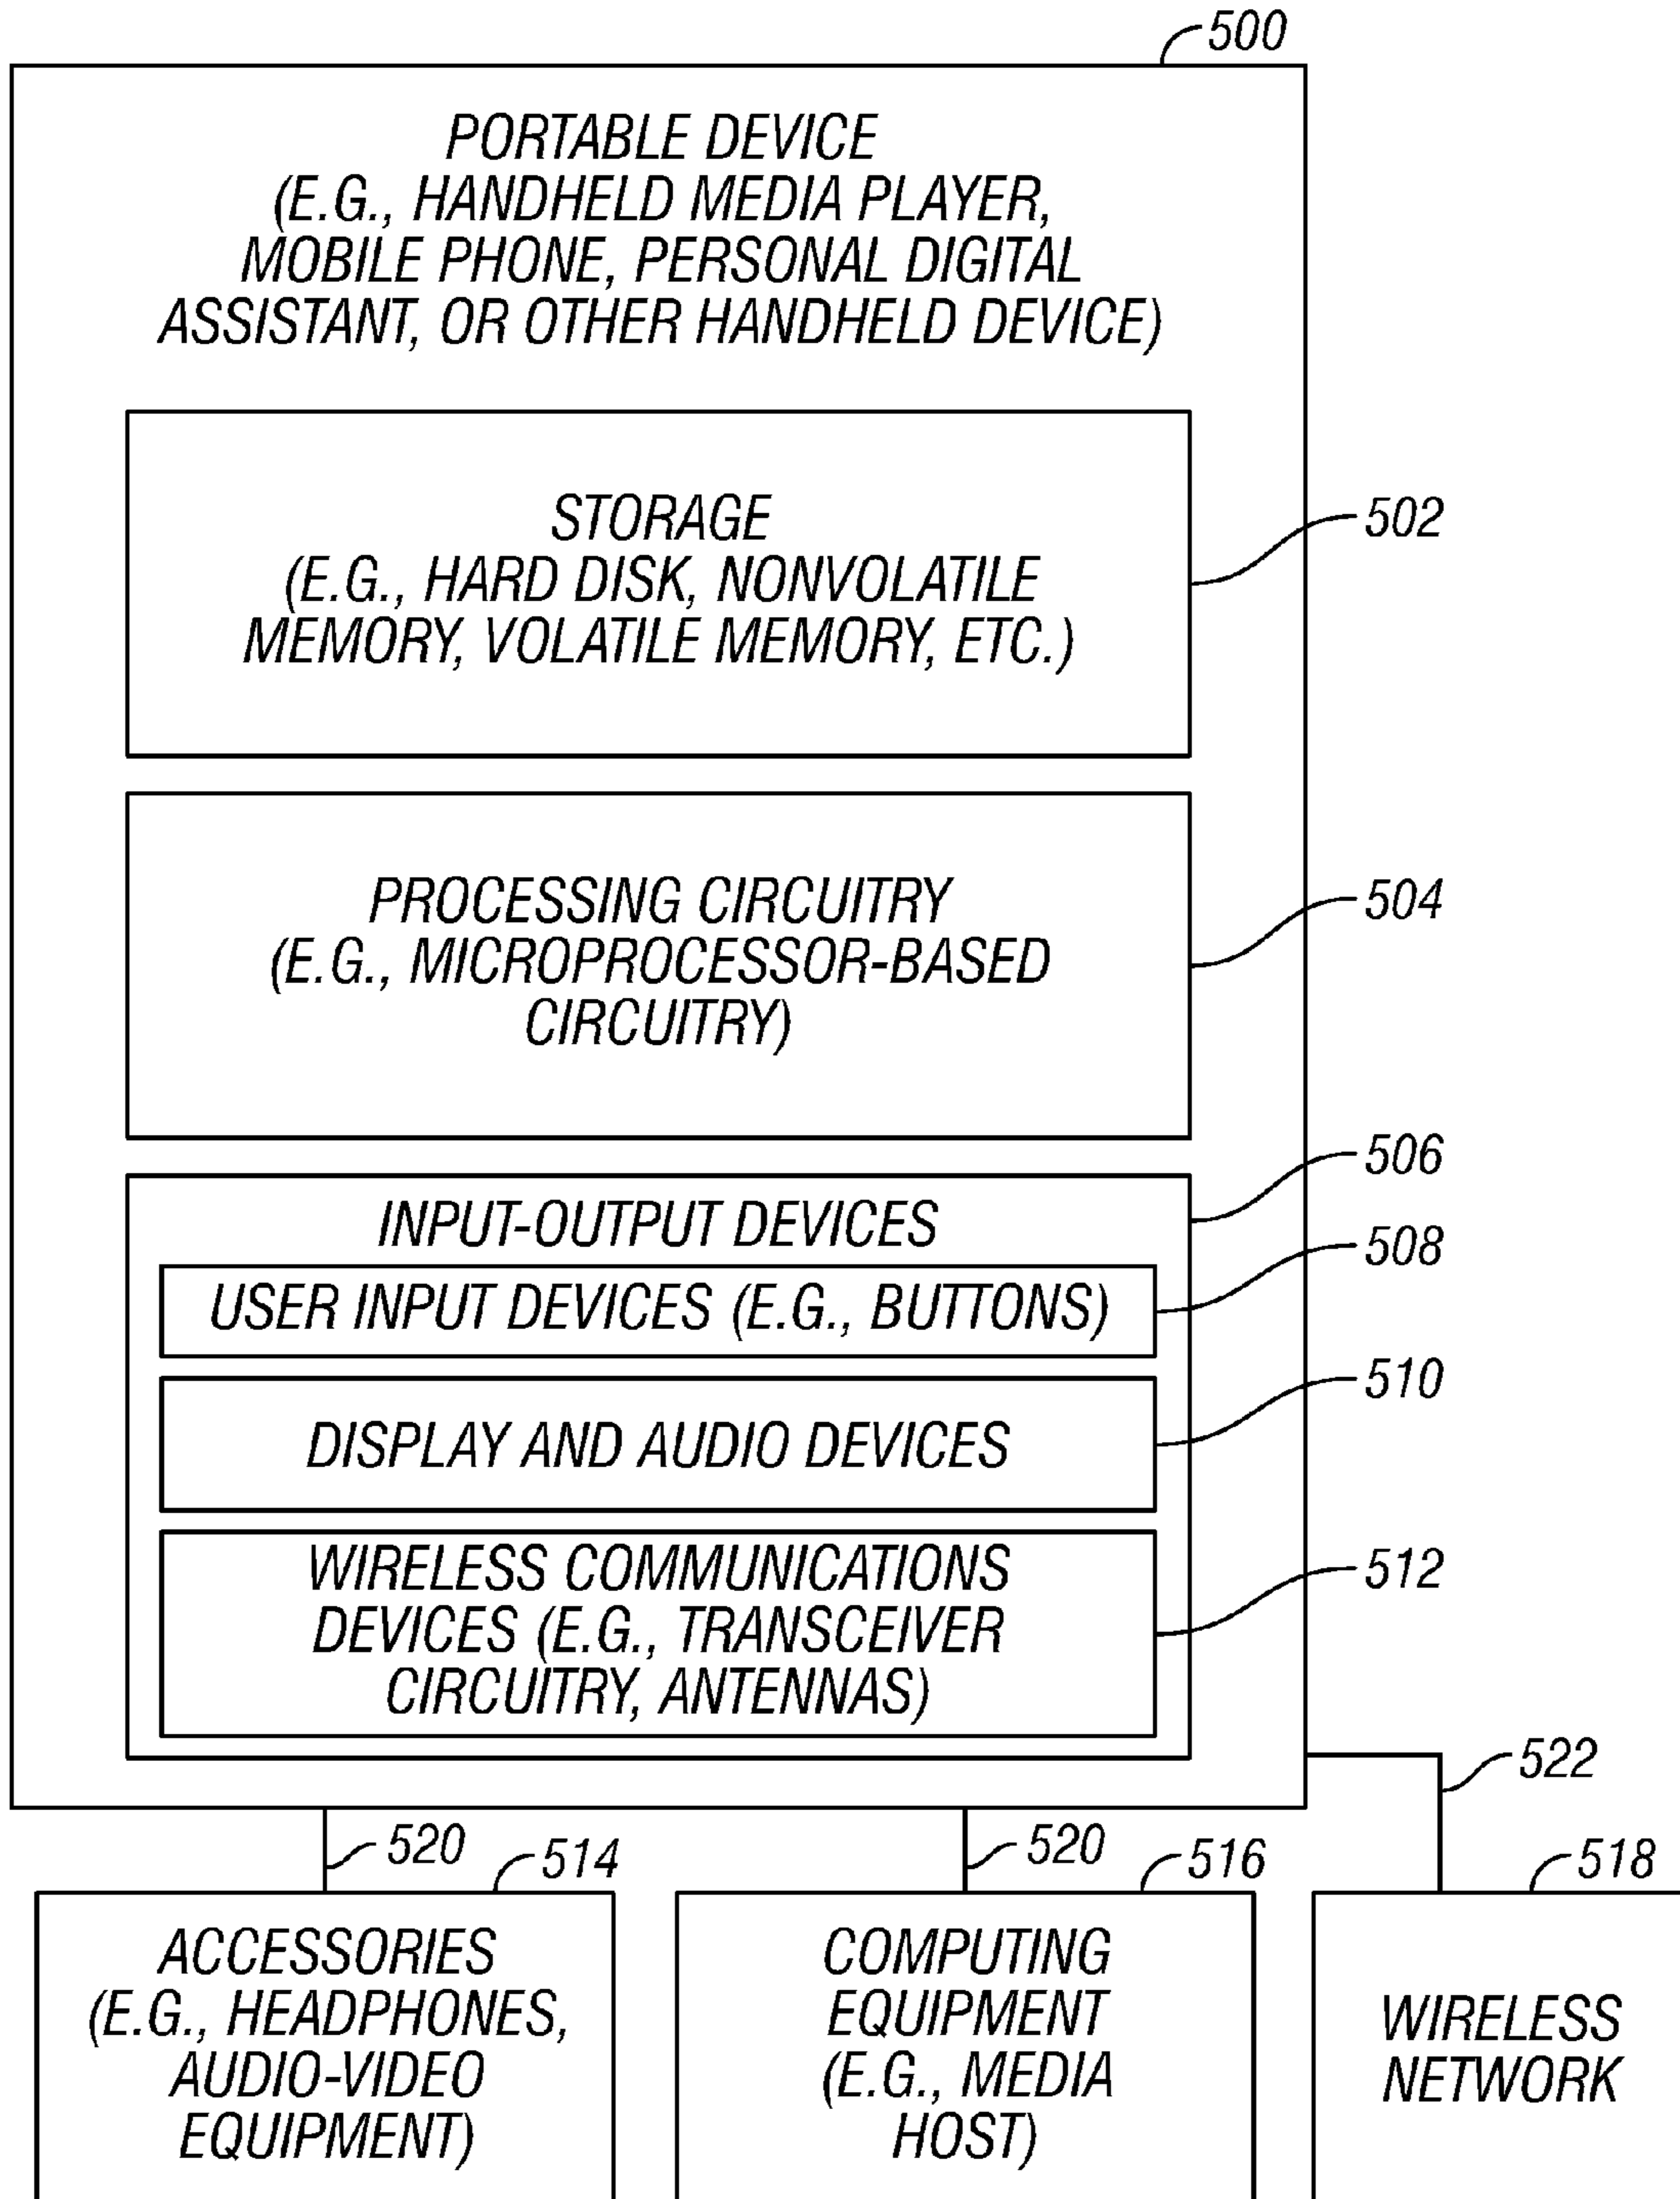 500
PORTABLE DEVICE
(E.G., HANDHELD MEDIA PLAYER,
MOBILE PHONE, PERSONAL DIGITAL
ASSISTANT, OR OTHER HANDHELD DEVICE)
STORAGE
(E.G., HARD DISK, NONVOLATILE
MEMORY, VOLATILE MEMORY, ETC.)
502
PROCESSING CIRCUITRY
(E.G., MICROPROCESSOR-BASED
CIRCUITRY)
504
506
INPUT-OUTPUT DEVICES
508
USER INPUT DEVICES (E.G., BUTTONS)
510
DISPLAY AND AUDIO DEVICES
WIRELESS COMMUNICATIONS
DEVICES (E.G., TRANSCEIVER
CIRCUITRY, ANTENNAS)
512
522
520
514
520
516
518
ACCESSORIES
(E.G., HEADPHONES,
AUDIO-VIDEO
EQUIPMENT)
COMPUTING
EQUIPMENT
(E.G., MEDIA
HOST)
WIRELESS
NETWORK